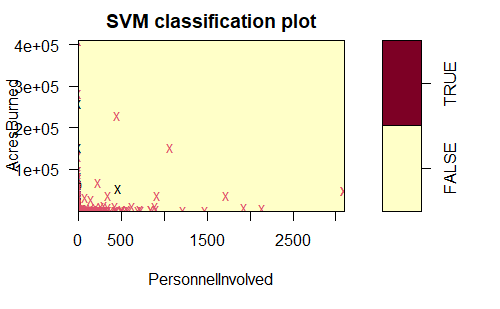 SVM classification plot
4e+05
3e+05
2e+05
1e+05
AcresBurned
0 500 1500 2500
PersonnelInvolved
TRUE
FALSE